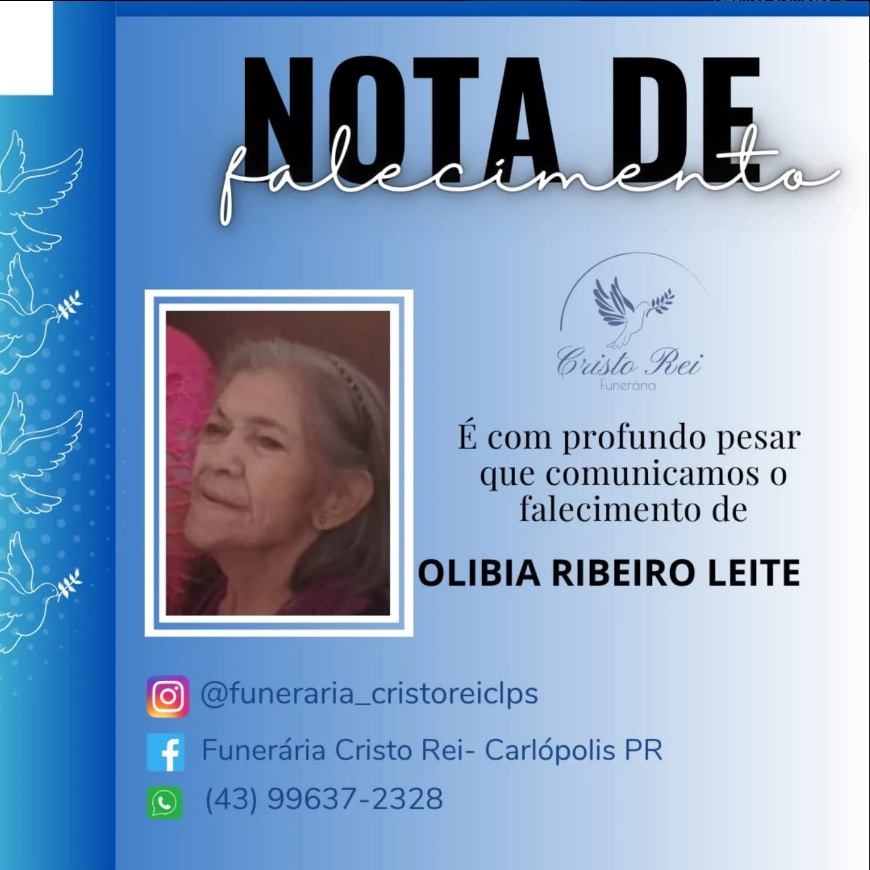 NOTA DE
falecimento
Cristo Rei
Funerária
É com profundo pesar
que comunicamos o
falecimento de
OLIBIA RIBEIRO LEITE
@funeraria_cristoreiclps
Funerária Cristo Rei- Carlópolis PR
(43) 99637-2328